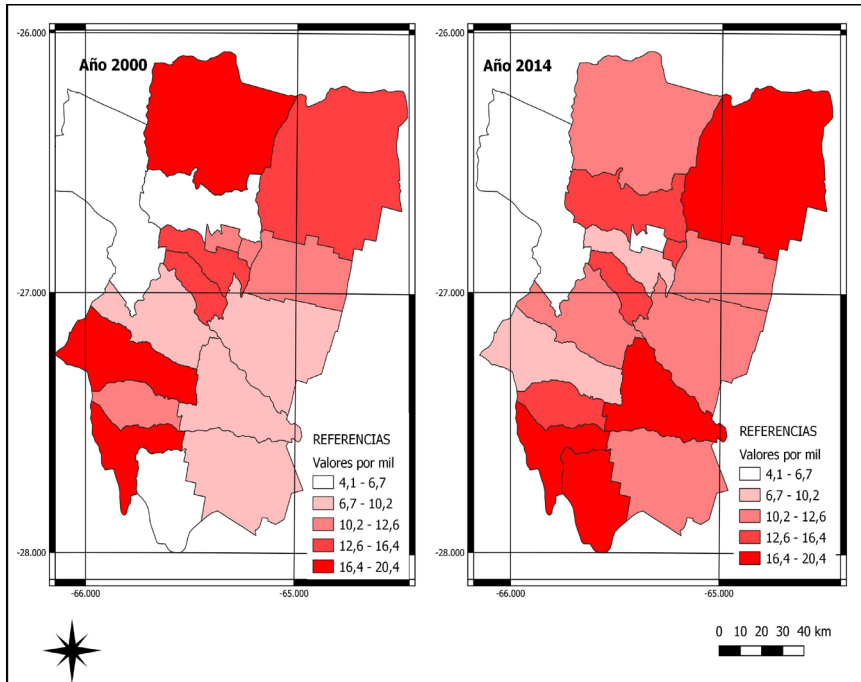 Año 2000
-26.000
-27.000
-28.000
-66.000
-65.000
REFERENCIAS
Valores por mil
4,1 - 6,7
6,7 - 10,2
10,2 - 12,6
12,6 - 16,4
16,4 - 20,4
Año 2014
-26.000
-27.000
-28.000
-66.000
-65.000
REFERENCIAS
Valores por mil
4,1 - 6,7
6,7 - 10,2
10,2 - 12,6
12,6 - 16,4
16,4 - 20,4
0 10 20 30 40 km